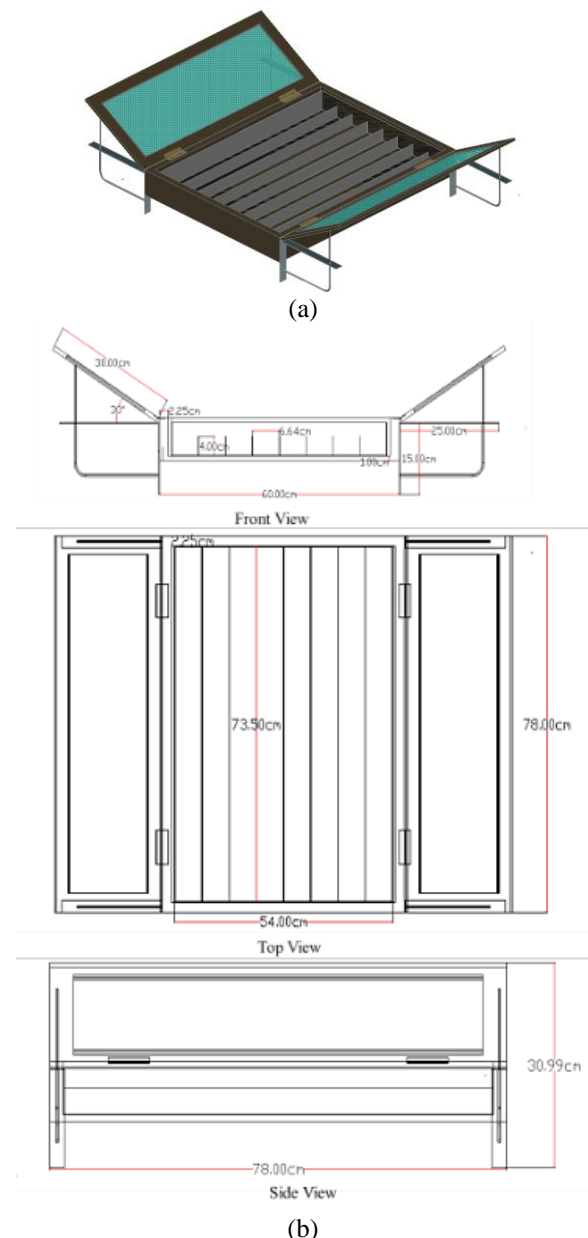 (a)
30.00cm
30°
2.25cm
4.00cm
6.64cm
1.00cm
25.00cm
15.00cm
60.00cm
Front View
2.25cm
73.50cm
78.00cm
54.00cm
Top View
30.99cm
78.00cm
Side View
(b)